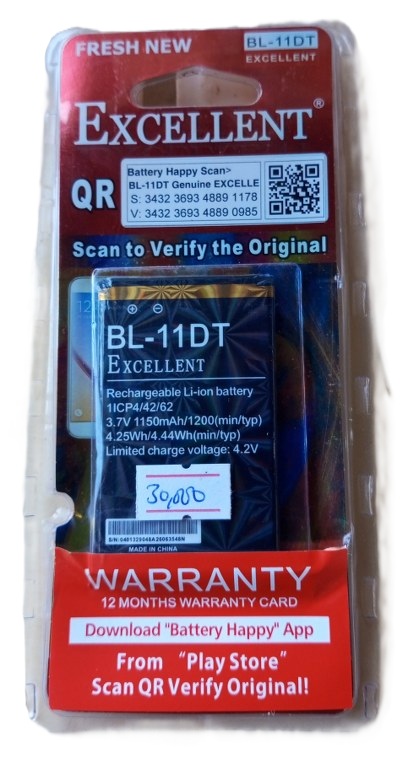 FRESH NEW
BL-11DT
EXCELLENT
EXCELLENT®
QR
Battery Happy Scan>
BL-11DT Genuine EXCELLE
S: 3432 3693 4889 1178
V: 3432 3693 4889 0985
Scan to Verify the Original
BL-11DT
EXCELLENT
Rechargeable Li-ion battery
1ICP4/42/62
3.7V 1150mAh/1200(min/typ)
4.25Wh/4.44Wh(min/typ)
Limited charge voltage: 4.2V
30,000
MADE IN CHINA
WARRANTY
12 MONTHS WARRANTY CARD
Download "Battery Happy" App
From “Play Store”
Scan QR Verify Original!